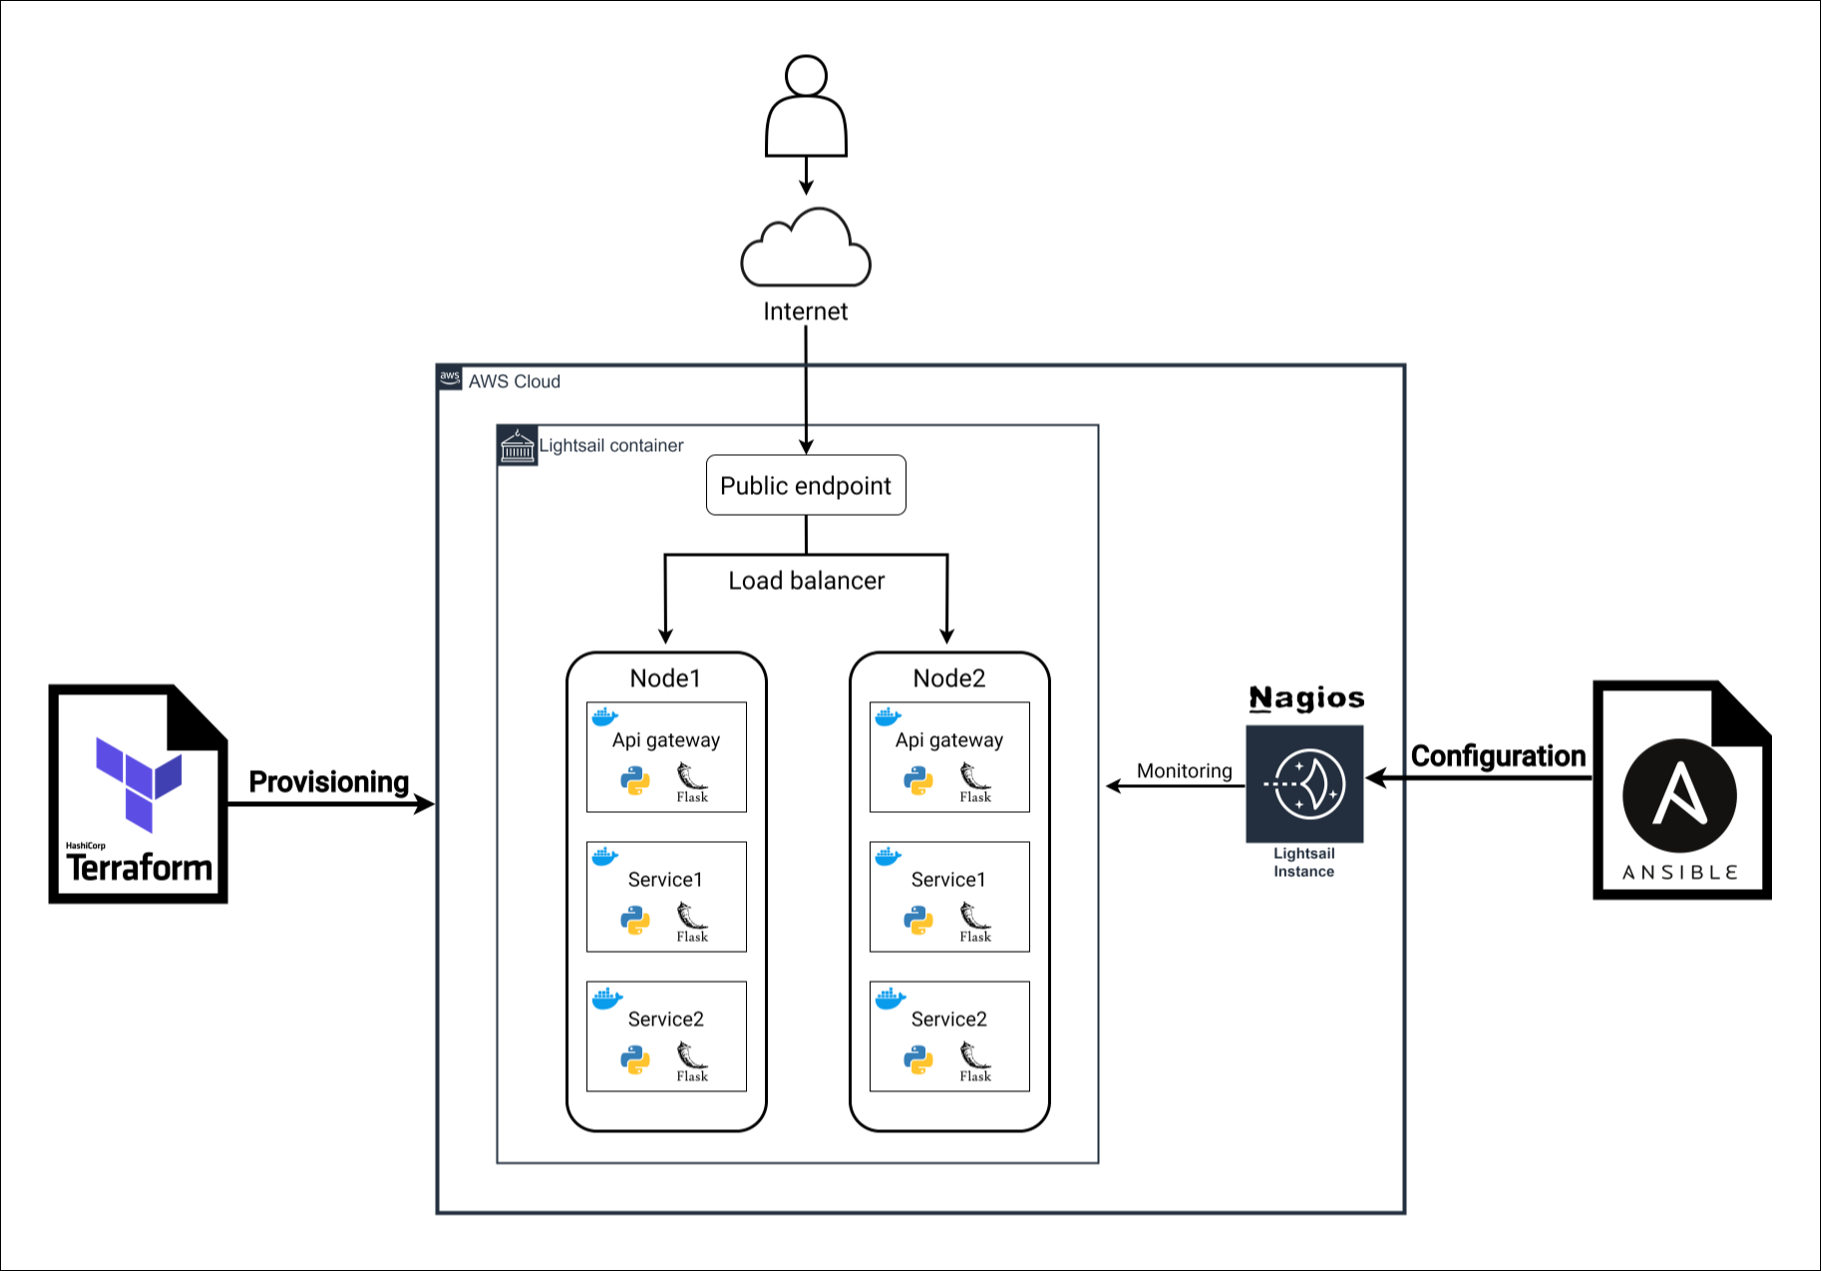 Internet
aws
AWS Cloud
Lightsail container
Public endpoint
Load balancer
Node1
Api gateway
Flask
Service1
Flask
Service2
Flask
Node2
Api gateway
Flask
Service1
Flask
Service2
Flask
Monitoring
Nagios
Lightsail
Instance
Provisioning
HashiCorp
Terraform
Configuration
ANSIBLE